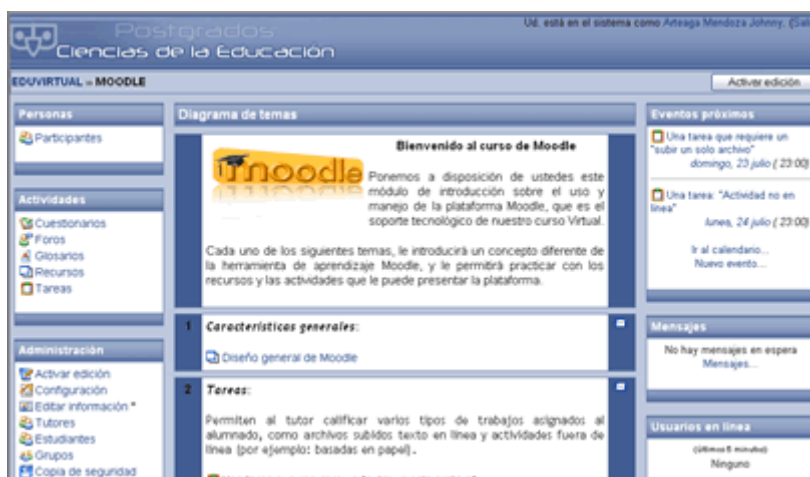 Postgrados
Ciencias de la Educación
Ud. está en el sistema como Arteaga Mendoza Johnny. (Sali
EDUVIRTUAL » MOODLE
Activar edición
Personas
Participantes
Actividades
Cuestionarios
Foros
Glosarios
Recursos
Tareas
Administración
Activar edición
Configuración
Editar información *
Tutores
Estudiantes
Grupos
Copia de seguridad
Diagrama de temas
moodle
Bienvenido al curso de Moodle
Ponemos a disposición de ustedes este
módulo de introducción sobre el uso y
manejo de la plataforma Moodle, que es el
soporte tecnológico de nuestro curso Virtual.
Cada uno de los siguientes temas, le introducirá un concepto diferente de
la herramienta de aprendizaje Moodle, y le permitirá practicar con los
recursos y las actividades que le puede presentar la plataforma.
1 Características generales:
Diseño general de Moodle
2 Tareas:
Permiten al tutor calificar varios tipos de trabajos asignados al
alumnado, como archivos subidos texto en línea y actividades fuera de
línea (por ejemplo: basadas en papel).
Eventos próximos
Una tarea que requiere un
"subir un solo archivo"
domingo, 23 julio ( 23:00)
Una tarea: "Actividad no en
línea"
lunes, 24 julio ( 23:00)
Ir al calendario...
Nuevo evento...
Mensajes
No hay mensajes en espera
Mensajes...
Usuarios en línea
(últimos 5 minutos)
Ninguno